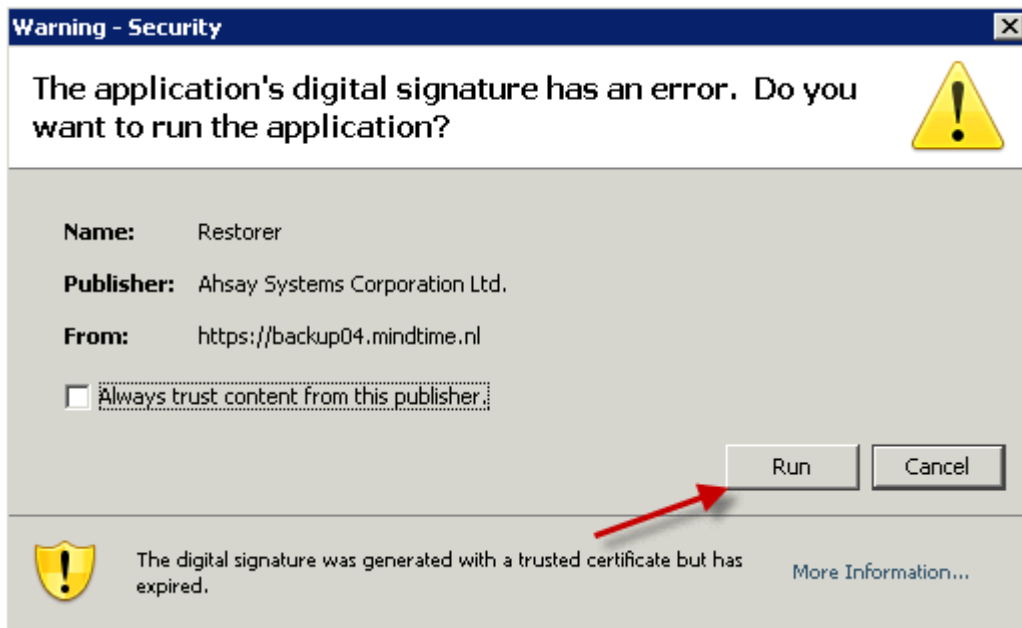 Warning - Security
The application's digital signature has an error. Do you
want to run the application?
Name: Restorer
Publisher: Ahsay Systems Corporation Ltd.
From: https://backup04.mindtime.nl
Always trust content from this publisher.
Run Cancel
The digital signature was generated with a trusted certificate but has
expired.
More Information...